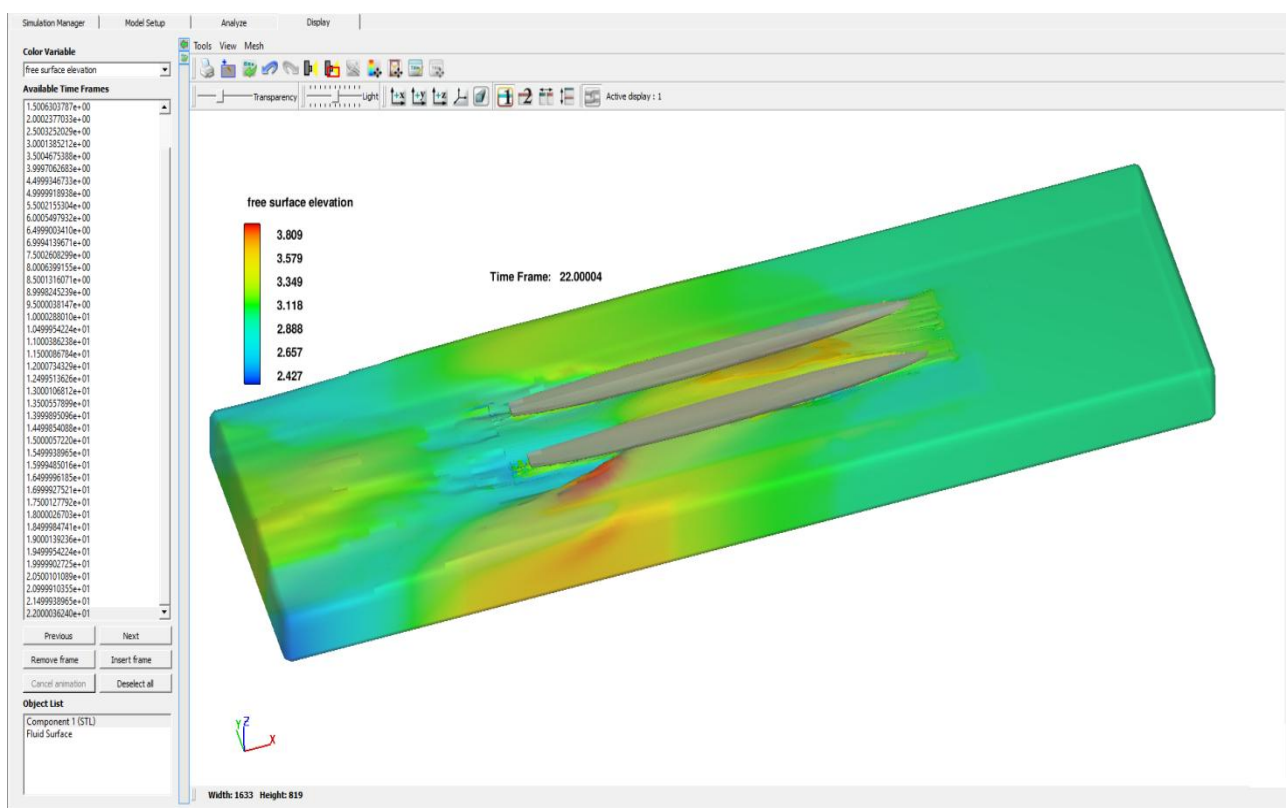 Simulation Manager Model Setup Analyze Display
Color Variable
free surface elevation
Available Time Frames
1.5006303787e+00
2.0002377033e+00
2.5003252029e+00
3.0001385212e+00
3.5004675388e+00
3.9997062683e+00
4.4999346733e+00
4.9999918938e+00
5.5002155304e+00
6.0005497932e+00
6.4999003410e+00
6.9994139671e+00
7.5002608299e+00
8.0006399155e+00
8.5001316071e+00
8.9998245239e+00
9.5000038147e+00
1.0000288010e+01
1.0499954224e+01
1.1000386238e+01
1.1500086784e+01
1.2000734329e+01
1.2499513626e+01
1.3000106812e+01
1.3500557899e+01
1.3999895096e+01
1.4499854088e+01
1.5000057220e+01
1.5499938965e+01
1.5999485016e+01
1.6499996185e+01
1.6999927521e+01
1.7500127792e+01
1.8000026703e+01
1.8499984741e+01
1.9000139236e+01
1.9499954224e+01
1.9999902725e+01
2.0500101089e+01
2.0999910355e+01
2.1499938965e+01
2.2000036240e+01
Previous Next
Remove frame Insert frame
Cancel animation Deselect all
Object List
Component 1 (STL)
Fluid Surface
Tools View Mesh
Transparency Light Active display : 1
free surface elevation
3.809
3.579
3.349
3.118
2.888
2.657
2.427
Time Frame: 22.00004
Y Z
X
Width: 1633 Height: 819